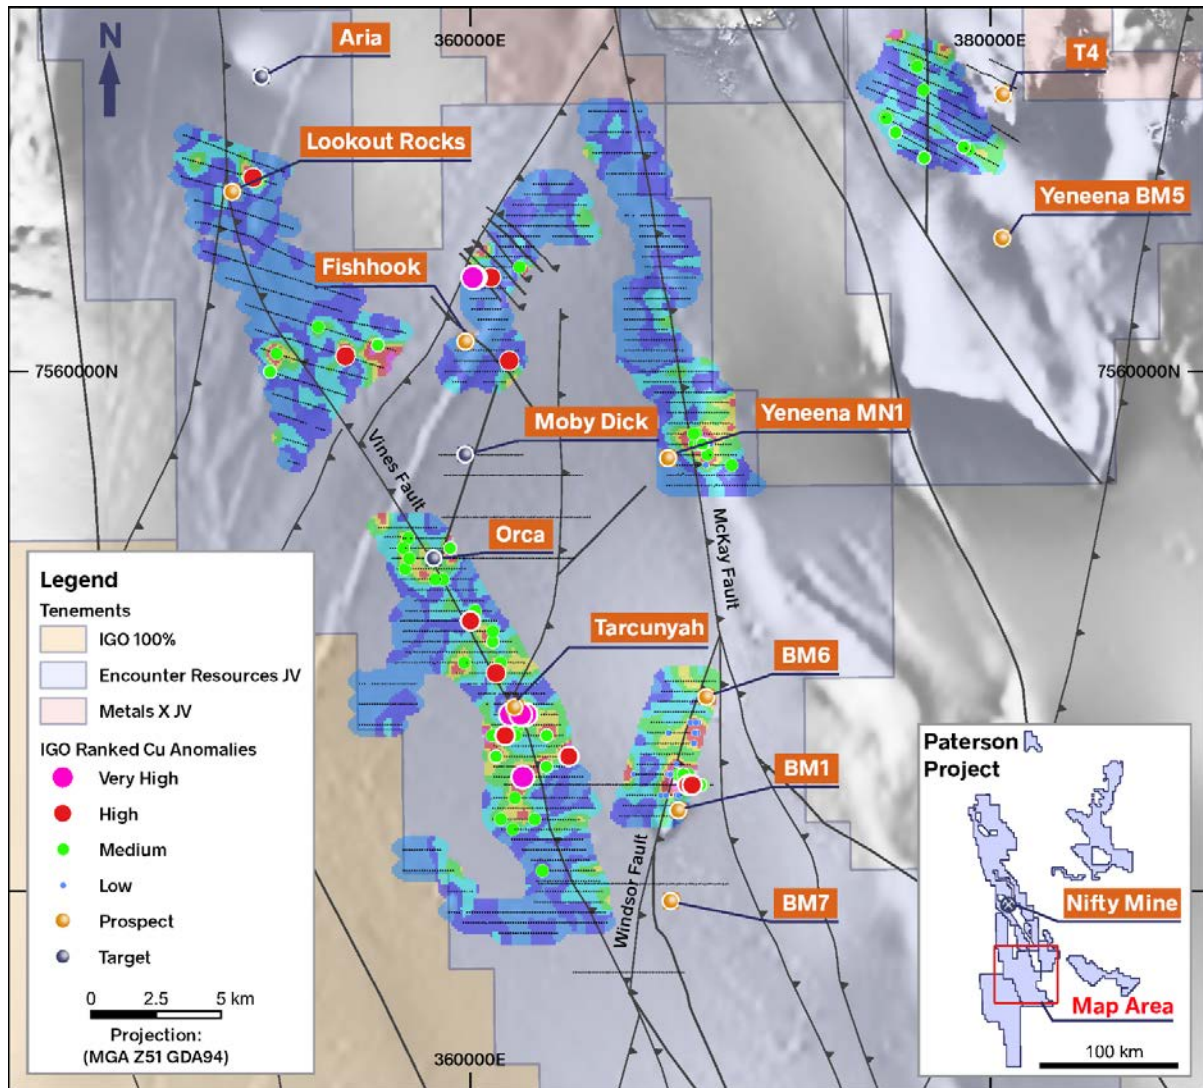 N
Aria
360000E
380000E
T4
Lookout Rocks
Yeneena BM5
Fishhook
7560000N
7560000N
Moby Dick
Yeneena MN1
Vines Fault
McKay Fault
Orca
Tarcunyah
BM6
BM1
BM7
Windsor Fault
360000E
Legend
Tenements
IGO 100%
Encounter Resources JV
Metals X JV
IGO Ranked Cu Anomalies
Very High
High
Medium
Low
Prospect
Target
0 2.5 5 km
Projection:
(MGA Z51 GDA94)
Paterson
Project
Nifty Mine
Map Area
100 km